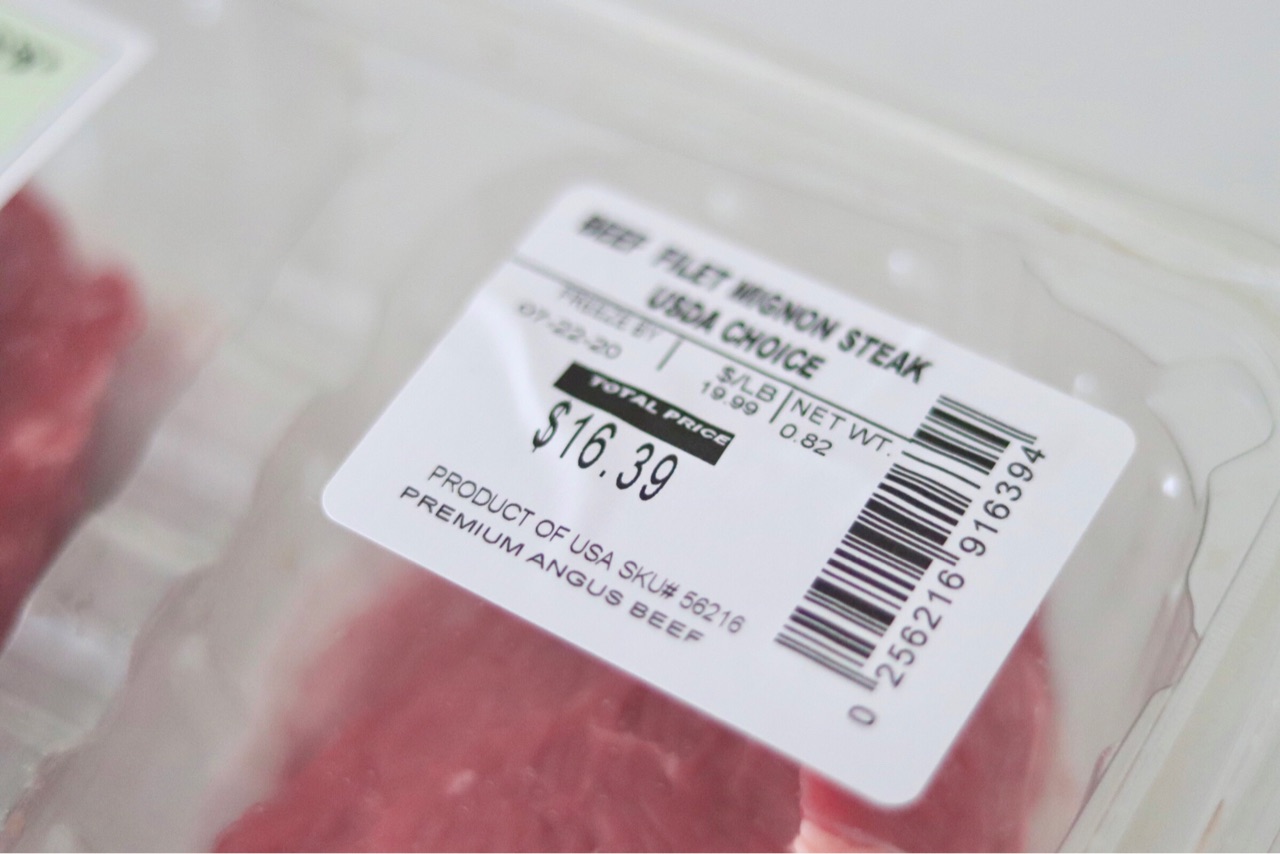 BEEF FILET MIGNON STEAK
USDA CHOICE
FREEZE BY
07-22-20
$/LB
19.99
NET WT.
0.82
TOTAL PRICE
$16.39
PRODUCT OF USA SKU# 56216
PREMIUM ANGUS BEEF
0 256216 916394